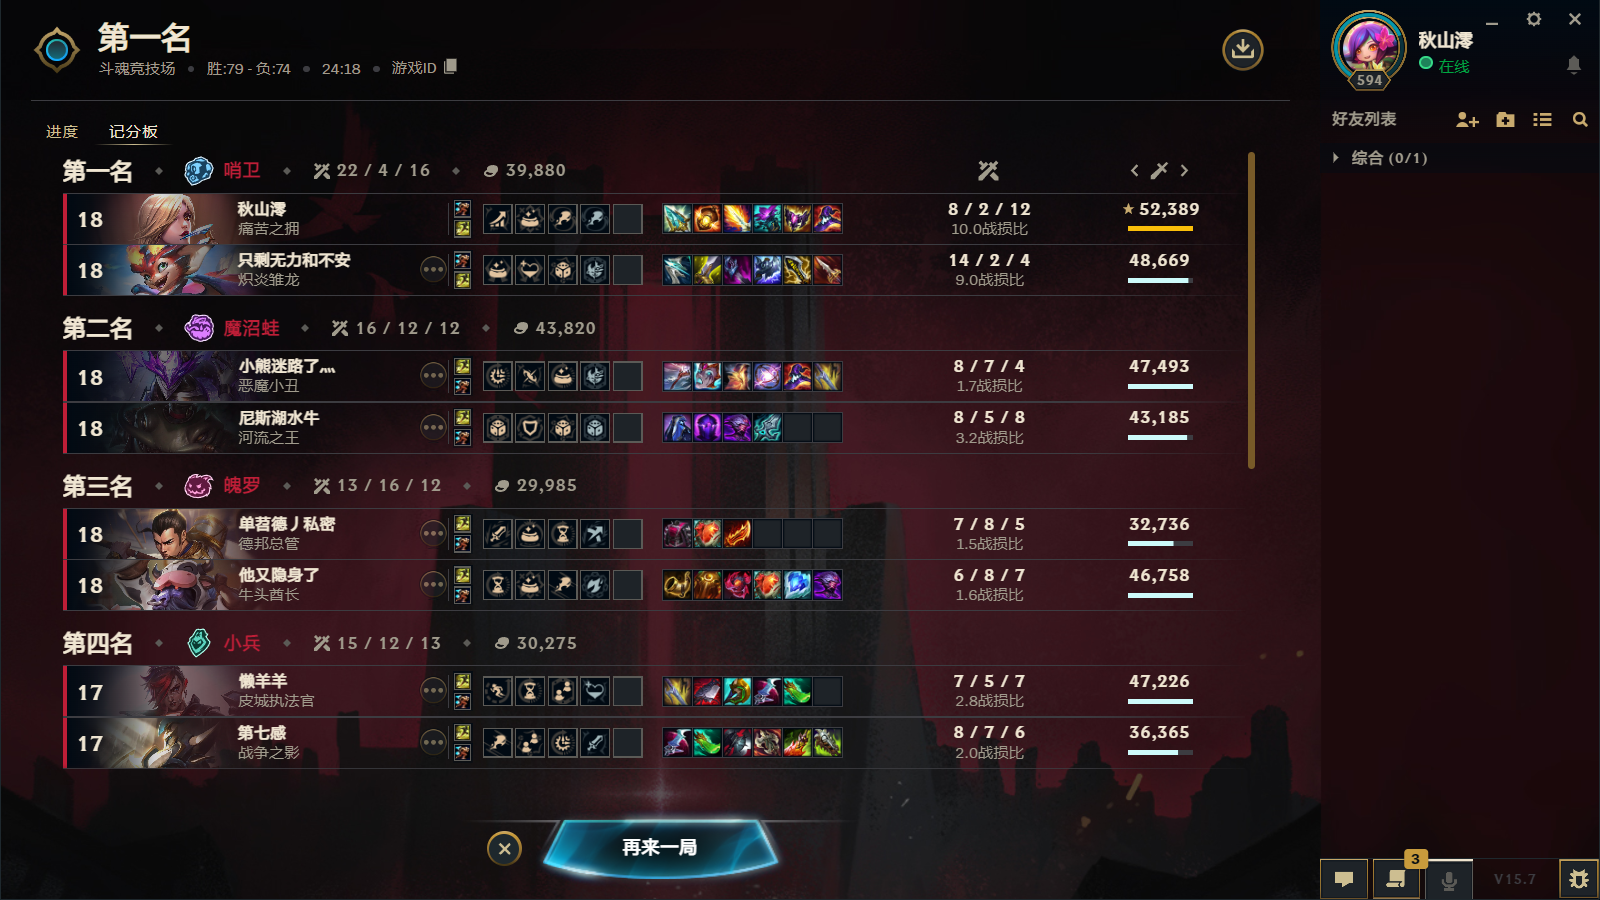 第一名
斗魂竞技场 • 胜:79 - 负:74 • 24:18 • 游戏ID
进度 记分板
第一名 哨卫 22 / 4 / 16 39,880
18 秋山澪 8 / 2 / 12 52,389
痛苦之拥 10.0战损比
18 只剩无力和不安 14 / 2 / 4 48,669
炽炎雏龙 9.0战损比
第二名 魔沼蛙 16 / 12 / 12 43,820
18 小熊迷路了灬 8 / 7 / 4 47,493
恶魔小丑 1.7战损比
18 尼斯湖水牛 8 / 5 / 8 43,185
河流之王 3.2战损比
第三名 魄罗 13 / 16 / 12 29,985
18 单苔德丿私密 7 / 8 / 5 32,736
德邦总管 1.5战损比
18 他又隐身了 6 / 8 / 7 46,758
牛头酋长 1.6战损比
第四名 小兵 15 / 12 / 13 30,275
17 懒羊羊 7 / 5 / 7 47,226
皮城执法官 2.8战损比
17 第七感 8 / 7 / 6 36,365
战争之影 2.0战损比
再来一局
594
秋山澪
在线
好友列表
综合 (0/1)
3
V15.7